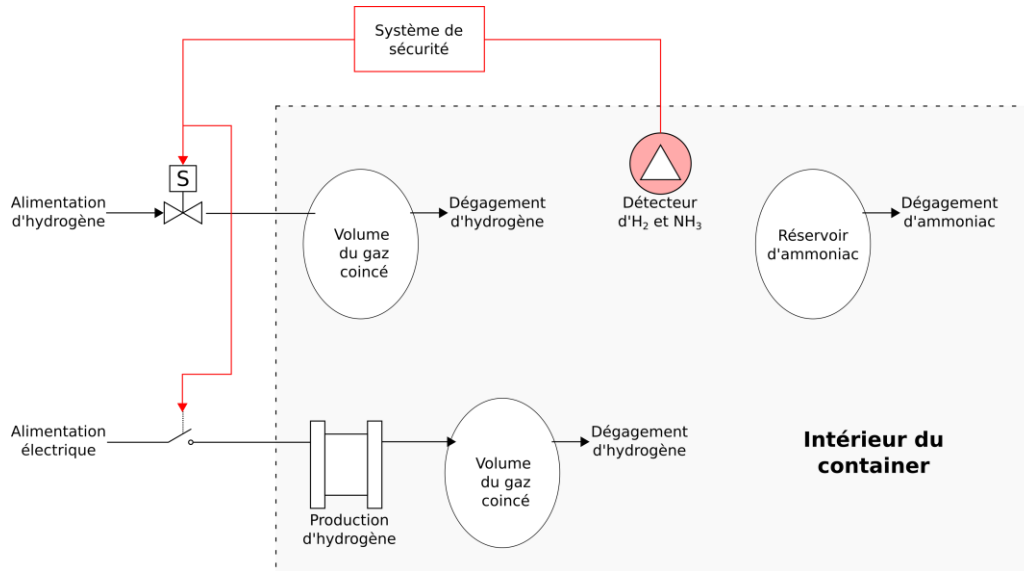 Système de
sécurité
S
Alimentation
d'hydrogène
Volume
du gaz
coincé
Dégagement
d'hydrogène
Détecteur
d'H₂ et NH₃
Réservoir
d'ammoniac
Dégagement
d'ammoniac
Alimentation
électrique
Production
d'hydrogène
Volume
du gaz
coincé
Dégagement
d'hydrogène
Intérieur du
container